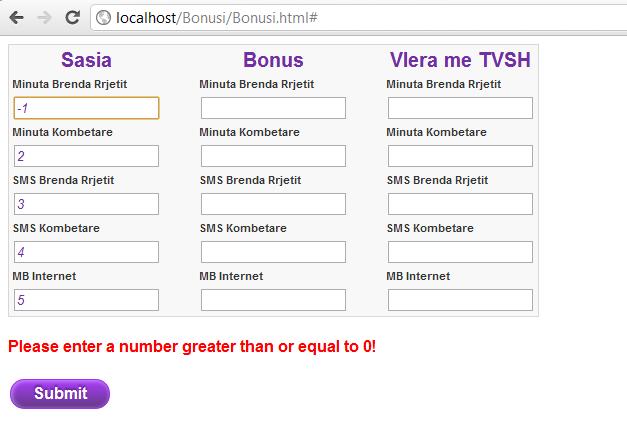 localhost/Bonusi/Bonusi.html#
Sasia Bonus Vlera me TVSH
Minuta Brenda Rrjetit Minuta Brenda Rrjetit Minuta Brenda Rrjetit
-1
Minuta Kombetare Minuta Kombetare Minuta Kombetare
2
SMS Brenda Rrjetit SMS Brenda Rrjetit SMS Brenda Rrjetit
3
SMS Kombetare SMS Kombetare SMS Kombetare
4
MB Internet MB Internet MB Internet
5
Please enter a number greater than or equal to 0!
Submit